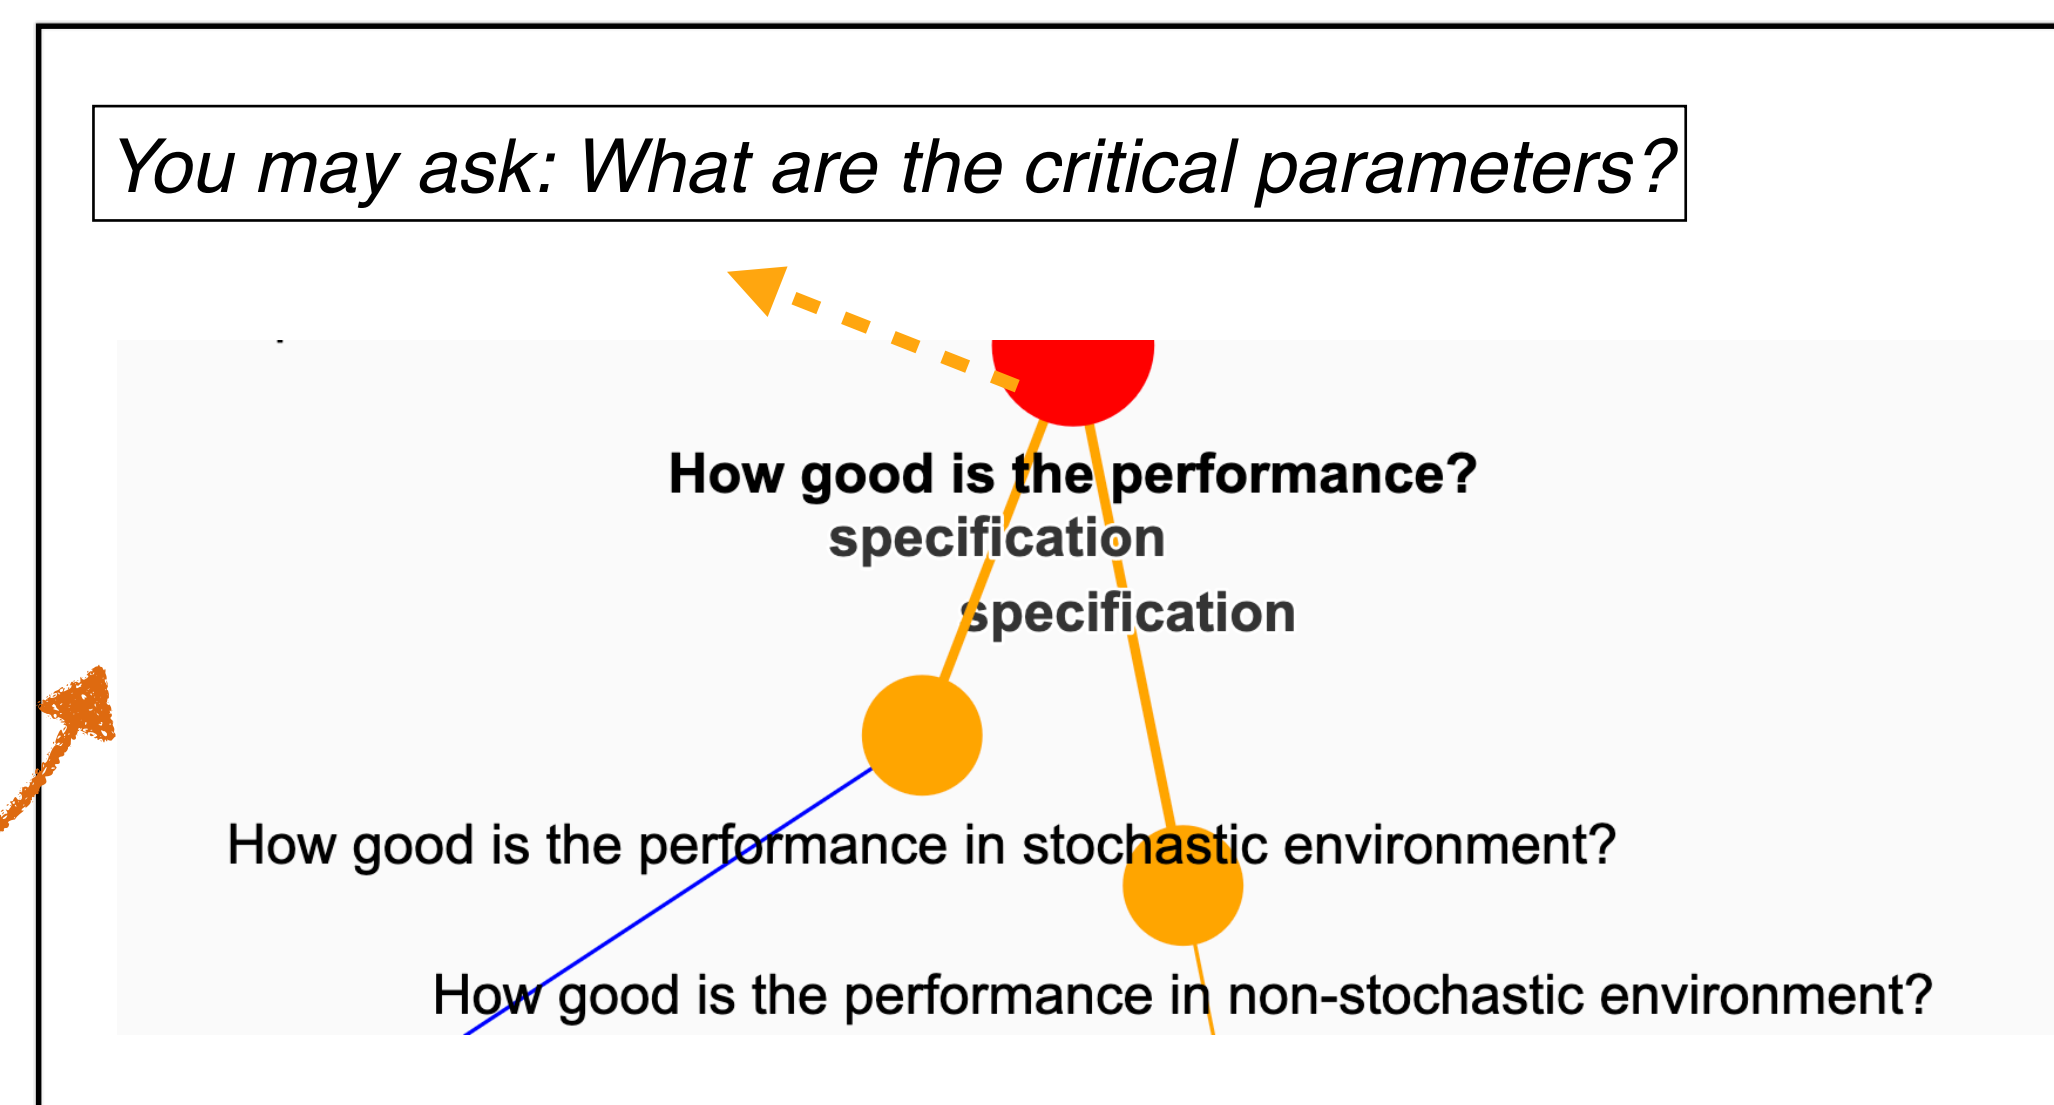 You may ask: What are the critical parameters?
How good is the performance?
specification
specification
How good is the performance in stochastic environment?
How good is the performance in non-stochastic environment?